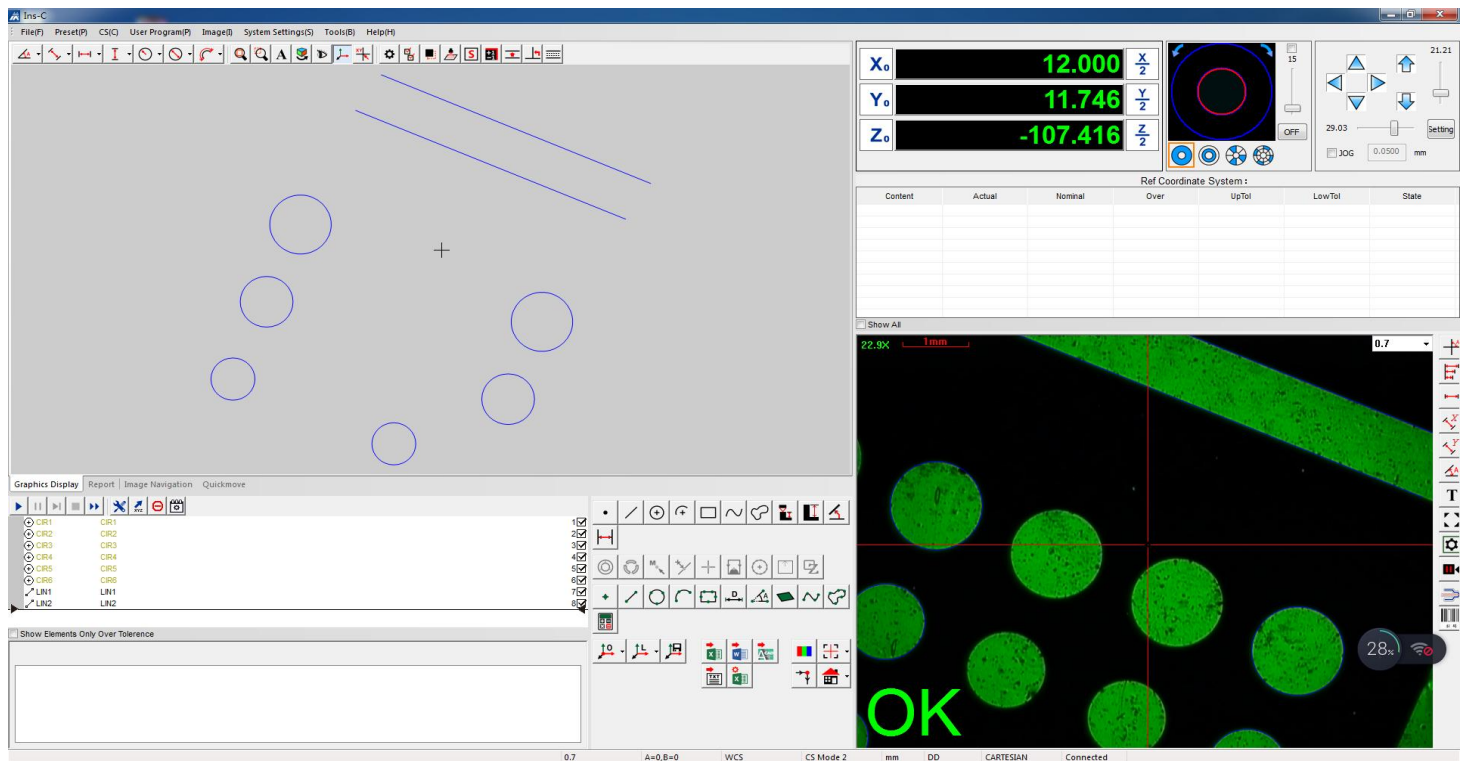 Ins-C
File(F) Preset(P) CS(C) User Program(P) Image(I) System Settings(S) Tools(B) Help(H)
X₀ 12.000 X/2
Y₀ 11.746 Y/2
Z₀ -107.416 Z/2
15
OFF
21.21
29.03
Setting
JOG 0.0500 mm
Ref Coordinate System :
Content Actual Nominal Over UpTol LowTol State
Show All
22.9X 1mm 0.7
OK
28%
Graphics Display Report Image Navigation Quickmove
CIR1 CIR1 1
CIR2 CIR2 2
CIR3 CIR3 3
CIR4 CIR4 4
CIR5 CIR5 5
CIR6 CIR6 6
LIN1 LIN1 7
LIN2 LIN2 8
Show Elements Only Over Tolerence
0.7 A=0,B=0 WCS CS Mode 2 mm DD CARTESIAN Connected